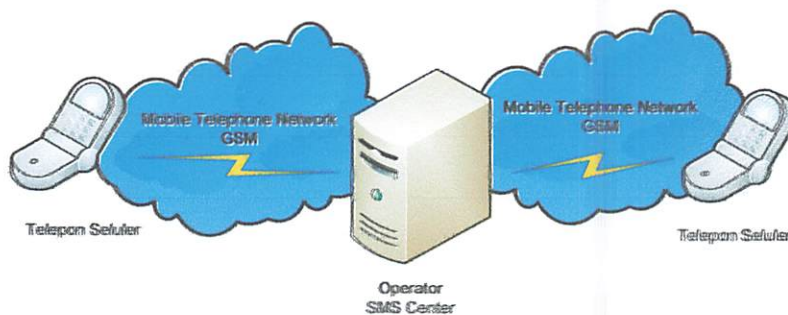 Mobile Telephone Network
GSM
Mobile Telephone Network
GSM
Telepon Seluler
Telepon Seluler
Operator
SMS Center